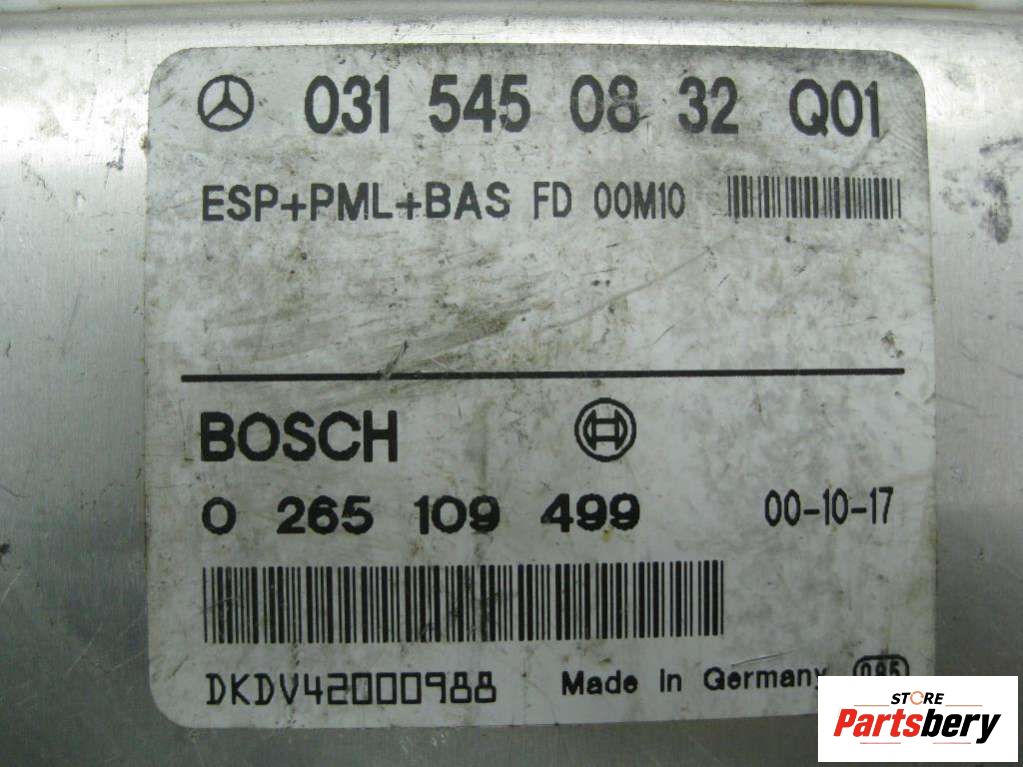 031 545 08 32 Q01
ESP+PML+BAS FD 00M10
BOSCH
0 265 109 499 00-10-17
DKDV42000988 Made in Germany 085
STORE
Partsbery